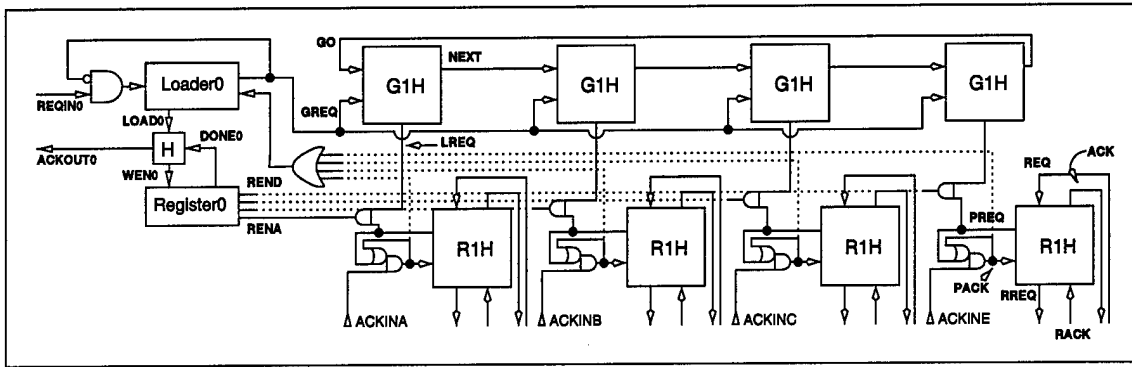 GO
NEXT
G1H
G1H
G1H
G1H
Loader0
REQIN0
GREQ
LOAD0
DONE0
LREQ
H
ACKOUT0
WEN0
REND
REQ
ACK
Register0
RENA
PREQ
R1H
R1H
R1H
R1H
PACK
RREQ
ACKINA
ACKINB
ACKINC
ACKINE
RACK